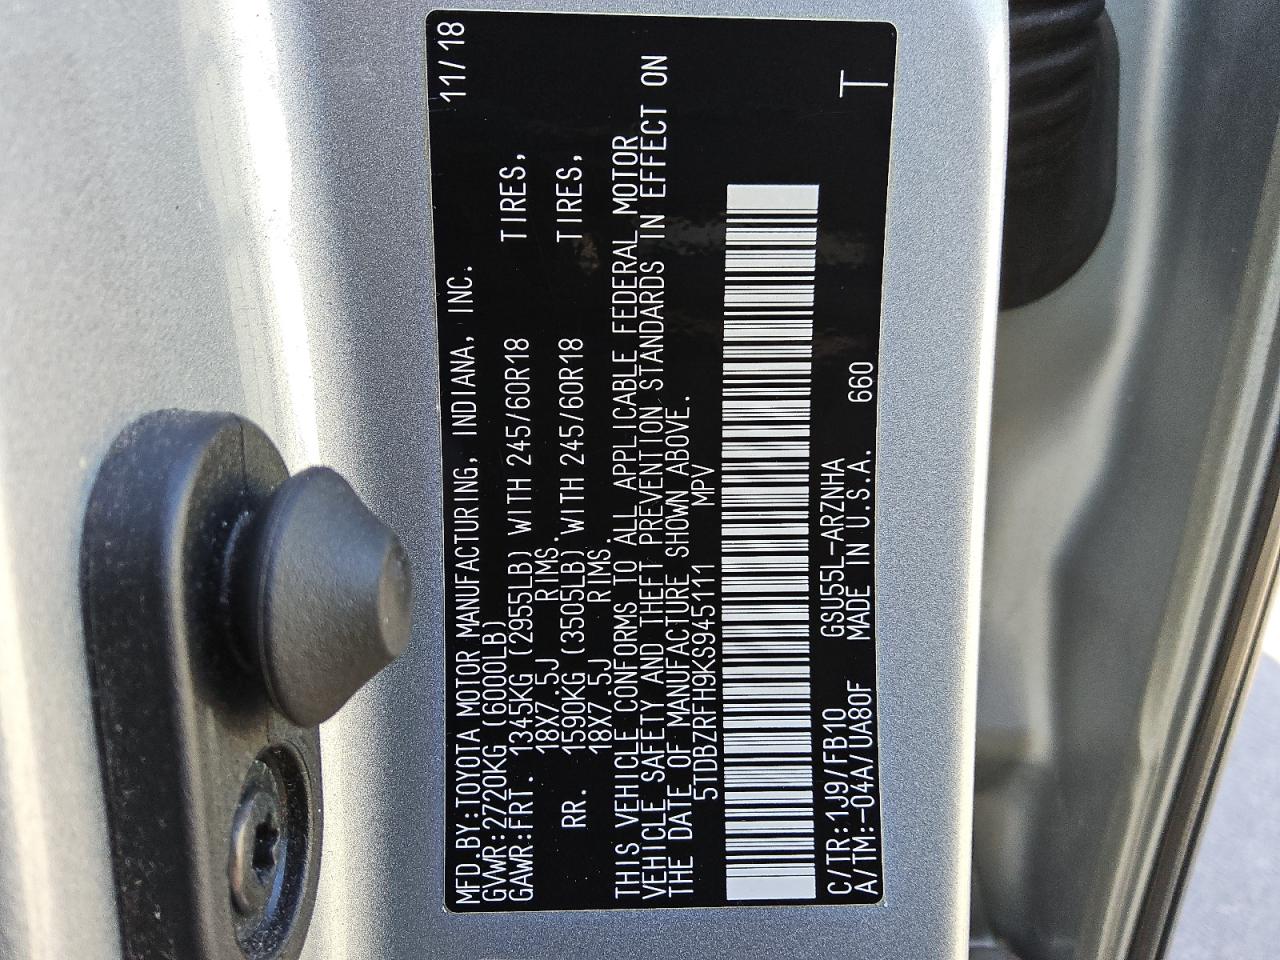 MFD.BY:TOYOTA MOTOR MANUFACTURING, INDIANA, INC. 11/18
GVWR:2720KG(6000LB)
GAWR:FRT. 1345KG (2955LB) WITH 245/60R18 TIRES,
18X7.5J RIMS.
RR. 1590KG (3505LB) WITH 245/60R18 TIRES,
18X7.5J RIMS.
THIS VEHICLE CONFORMS TO ALL APPLICABLE FEDERAL MOTOR
VEHICLE SAFETY AND THEFT PREVENTION STANDARDS IN EFFECT ON
THE DATE OF MANUFACTURE SHOWN ABOVE.
5TDBZRFH9KS945111 MPV
C/TR:1J9/FB10 GSU55L-ARZNHA
A/TM:-04A/UA80F MADE IN U.S.A. 660 T